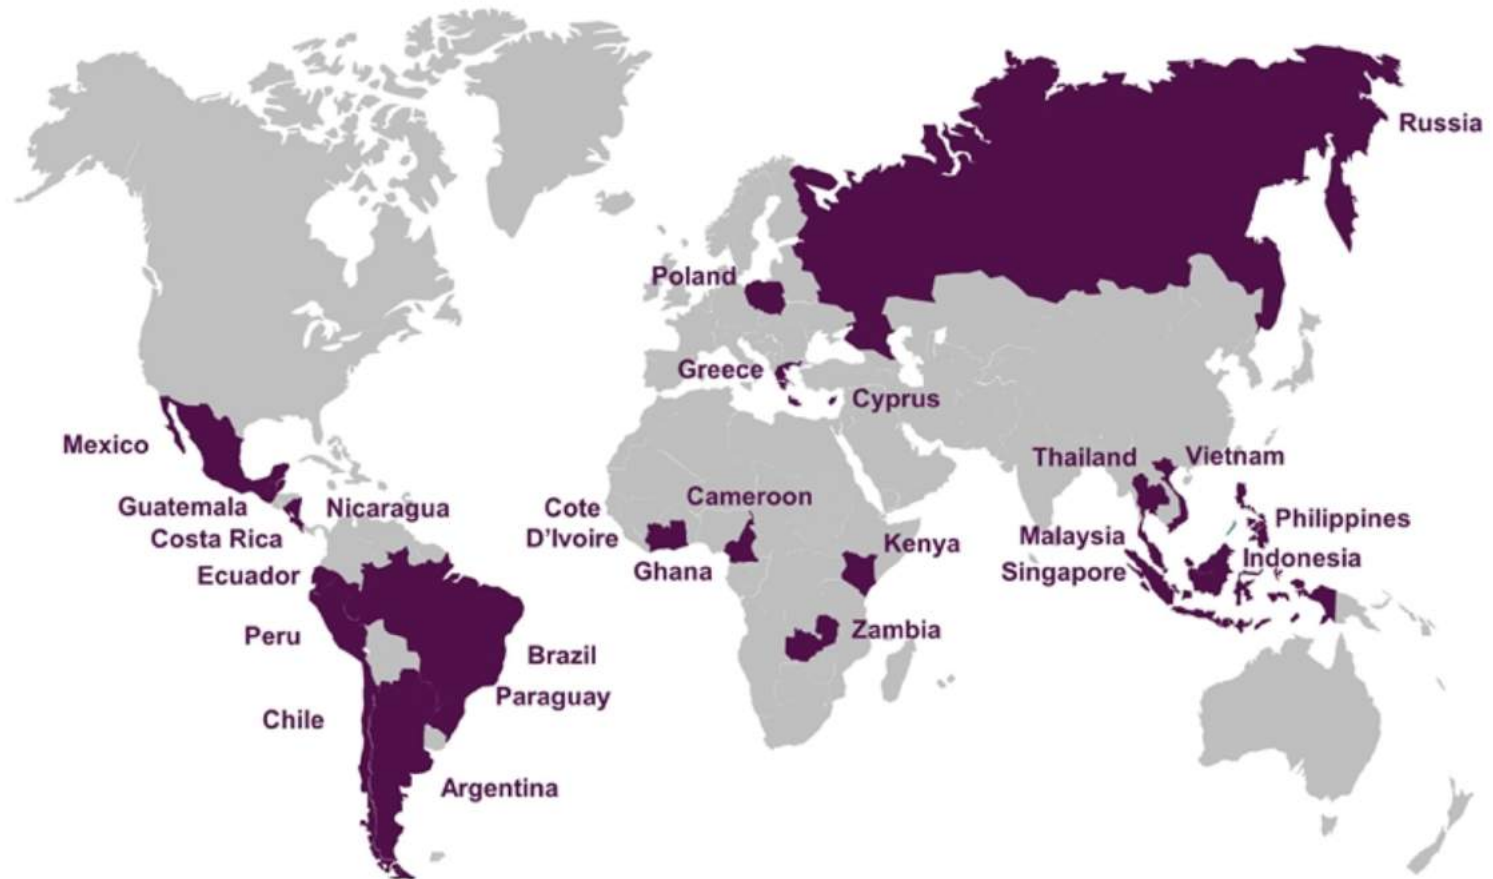 Russia
Poland
Greece
Cyprus
Mexico
Thailand
Vietnam
Guatemala
Nicaragua
Cote
D'Ivoire
Cameroon
Costa Rica
Philippines
Malaysia
Kenya
Indonesia
Ecuador
Ghana
Singapore
Peru
Zambia
Brazil
Paraguay
Chile
Argentina